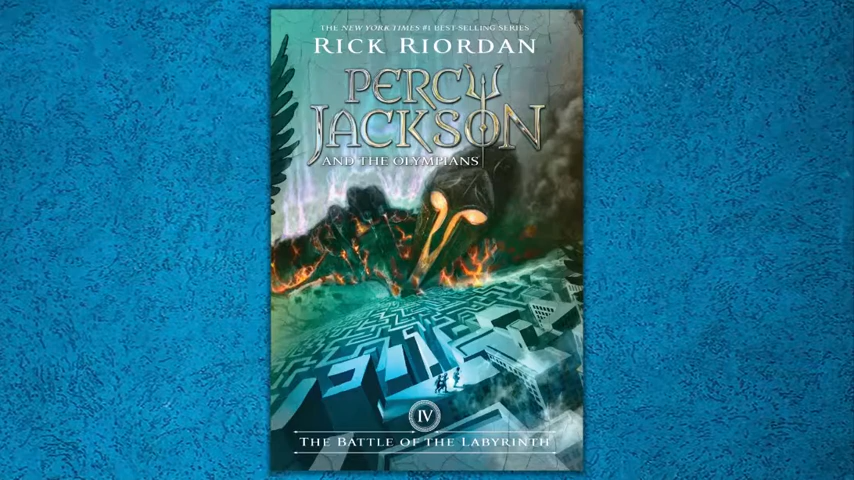 THE NEW YORK TIMES #1 BEST-SELLING SERIES
RICK RIORDAN
PERCY
JACKSON
AND THE OLYMPIANS
IV
THE BATTLE OF THE LABYRINTH